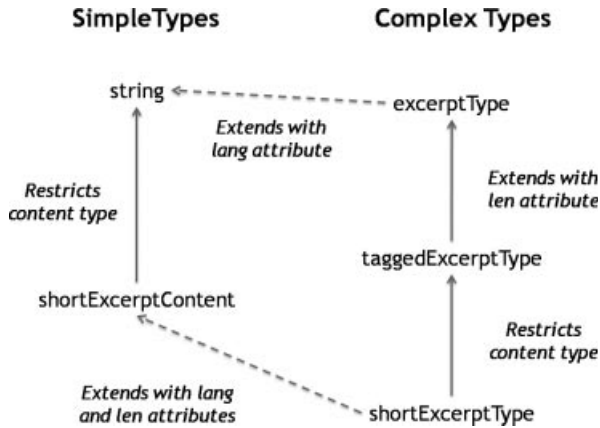 SimpleTypes
Complex Types
string
excerptType
Extends with
lang attribute
Restricts
content type
Extends with
len attribute
taggedExcerptType
shortExcerptContent
Restricts
content type
Extends with lang
and len attributes
shortExcerptType